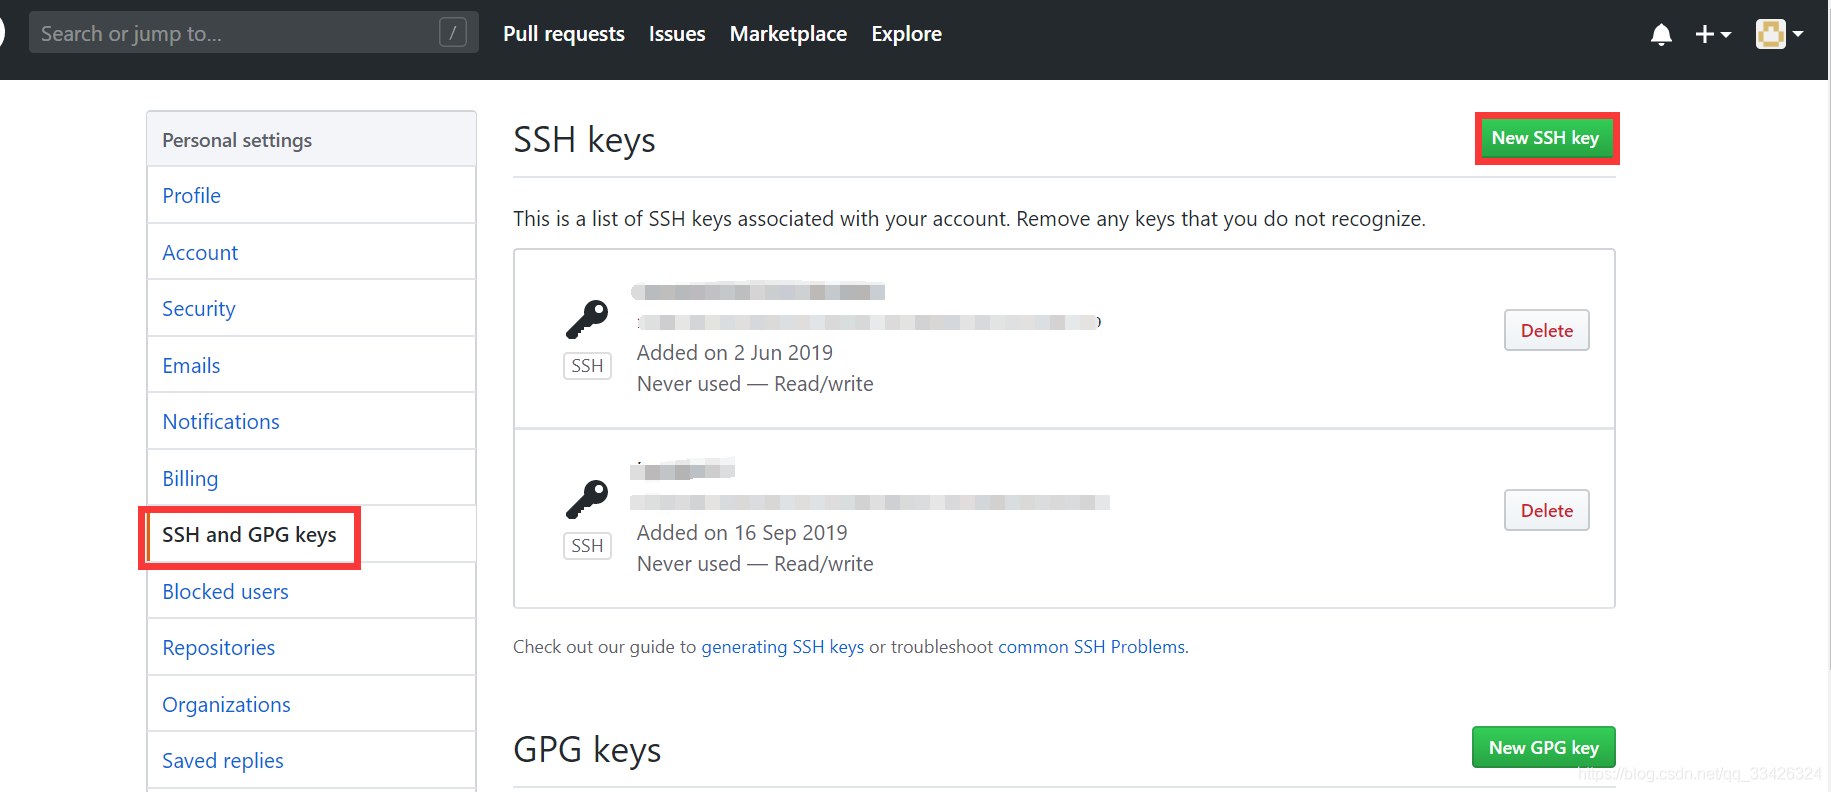 Search or jump to... /
Pull requests Issues Marketplace Explore
Personal settings
Profile
Account
Security
Emails
Notifications
Billing
SSH and GPG keys
Blocked users
Repositories
Organizations
Saved replies
SSH keys
New SSH key
This is a list of SSH keys associated with your account. Remove any keys that you do not recognize.
SSH
Added on 2 Jun 2019
Never used — Read/write
Delete
SSH
Added on 16 Sep 2019
Never used — Read/write
Delete
Check out our guide to generating SSH keys or troubleshoot common SSH Problems.
GPG keys
New GPG key
https://blog.csdn.net/qq_33426324